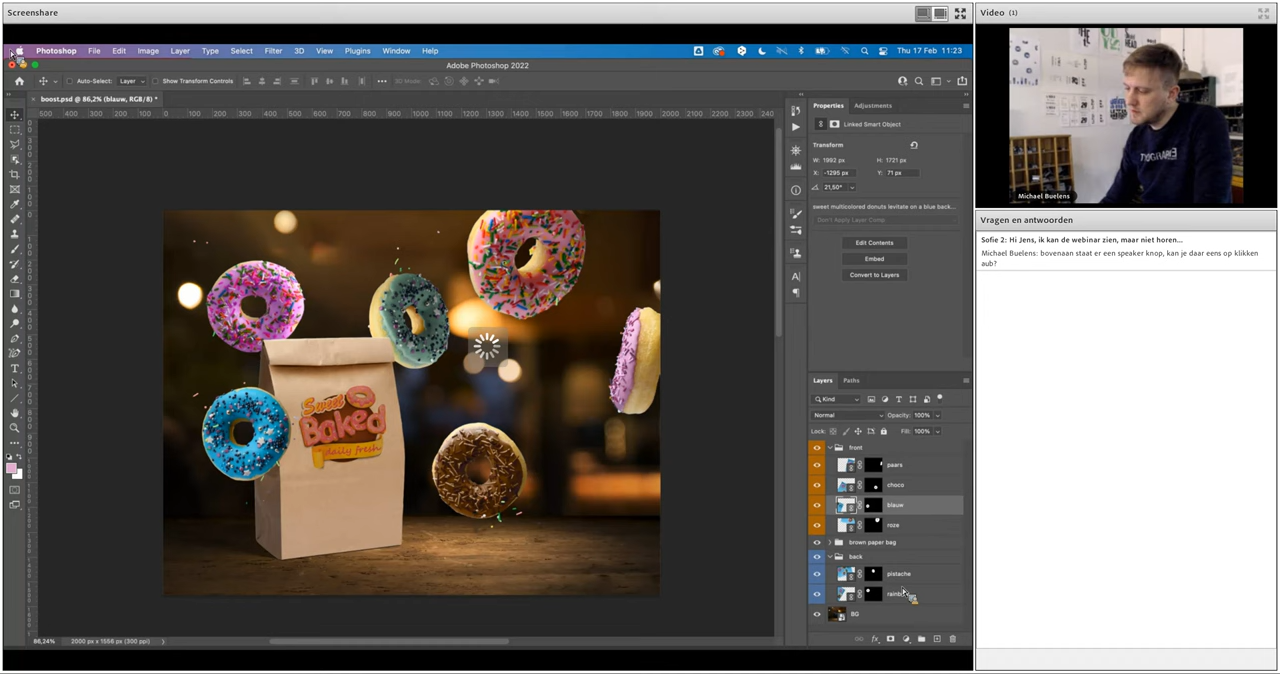 Screenshare
Photoshop File Edit Image Layer Type Select Filter 3D View Plugins Window Help Thu 17 Feb 11:23
Adobe Photoshop 2022
Auto-Select: Layer Show Transform Controls 3D Mode:
boost.psd @ 86,2% (blauw, RGB/8) *
Sweet
Baked
daily fresh
86,24% 2000 px x 1556 px (300 ppi)
Properties Adjustments
Linked Smart Object
Transform
W: 1992 px H: 1721 px
X: -1295 px Y: 71 px
21,50°
sweet multicolored donuts levitate on a blue back...
Don't Apply Layer Comp
Edit Contents
Embed
Convert to Layers
Layers Paths
Kind
Normal Opacity: 100%
Lock: Fill: 100%
front
paars
choco
blauw
roze
brown paper bag
back
pistache
BG
Video (1)
Michael Buelens
Vragen en antwoorden
Sofie 2: Hi Jens, ik kan de webinar zien, maar niet horen...
Michael Buelens: bovenaan staat er een speaker knop, kan je daar eens op klikken
aub?